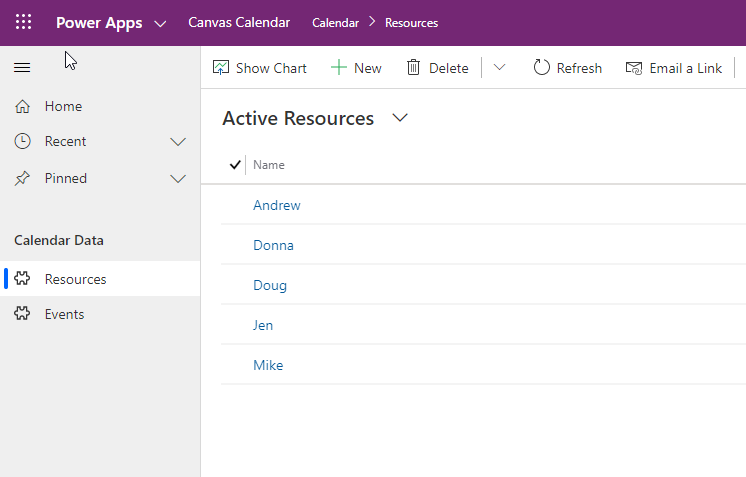 Power Apps Canvas Calendar Calendar Resources
Show Chart New Delete Refresh Email a Link
Home
Recent
Pinned
Calendar Data
Resources
Events
Active Resources
Name
Andrew
Donna
Doug
Jen
Mike